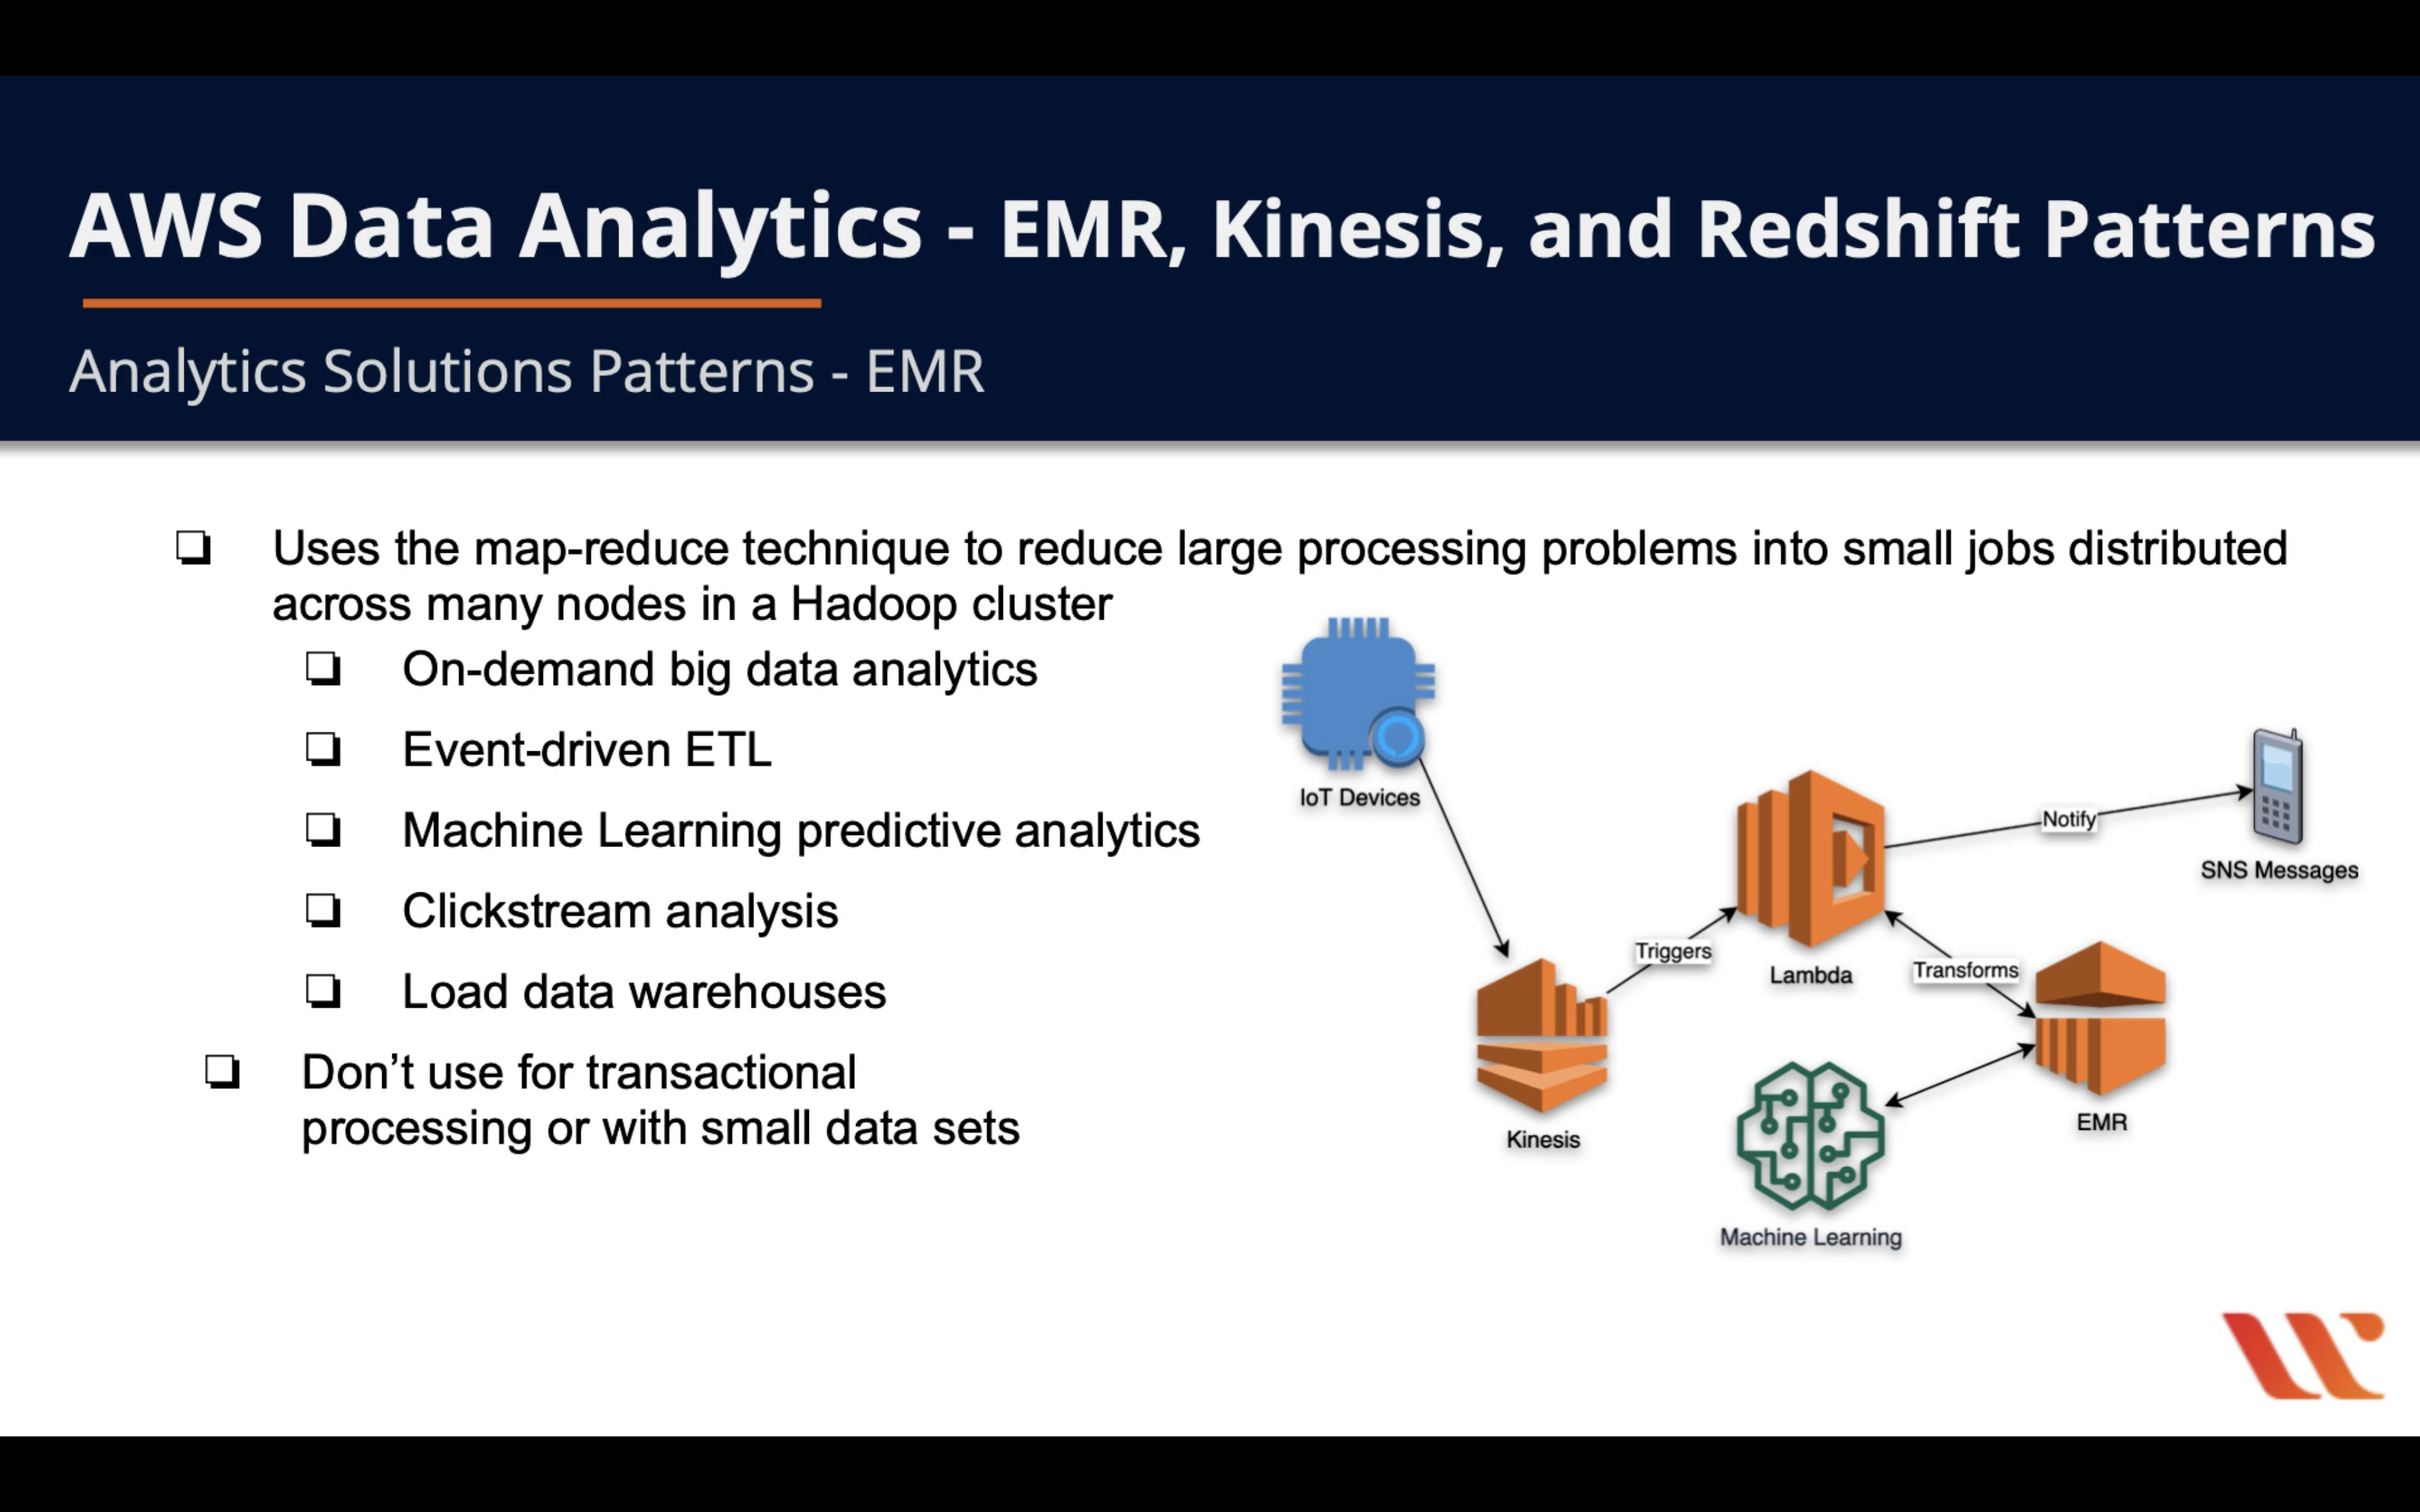 AWS Data Analytics - EMR, Kinesis, and Redshift Patterns
Analytics Solutions Patterns - EMR
Uses the map-reduce technique to reduce large processing problems into small jobs distributed
across many nodes in a Hadoop cluster
On-demand big data analytics
Event-driven ETL
Machine Learning predictive analytics
Clickstream analysis
Load data warehouses
Don’t use for transactional
processing or with small data sets
IoT Devices
Notify
SNS Messages
Triggers
Lambda
Transforms
Kinesis
EMR
Machine Learning